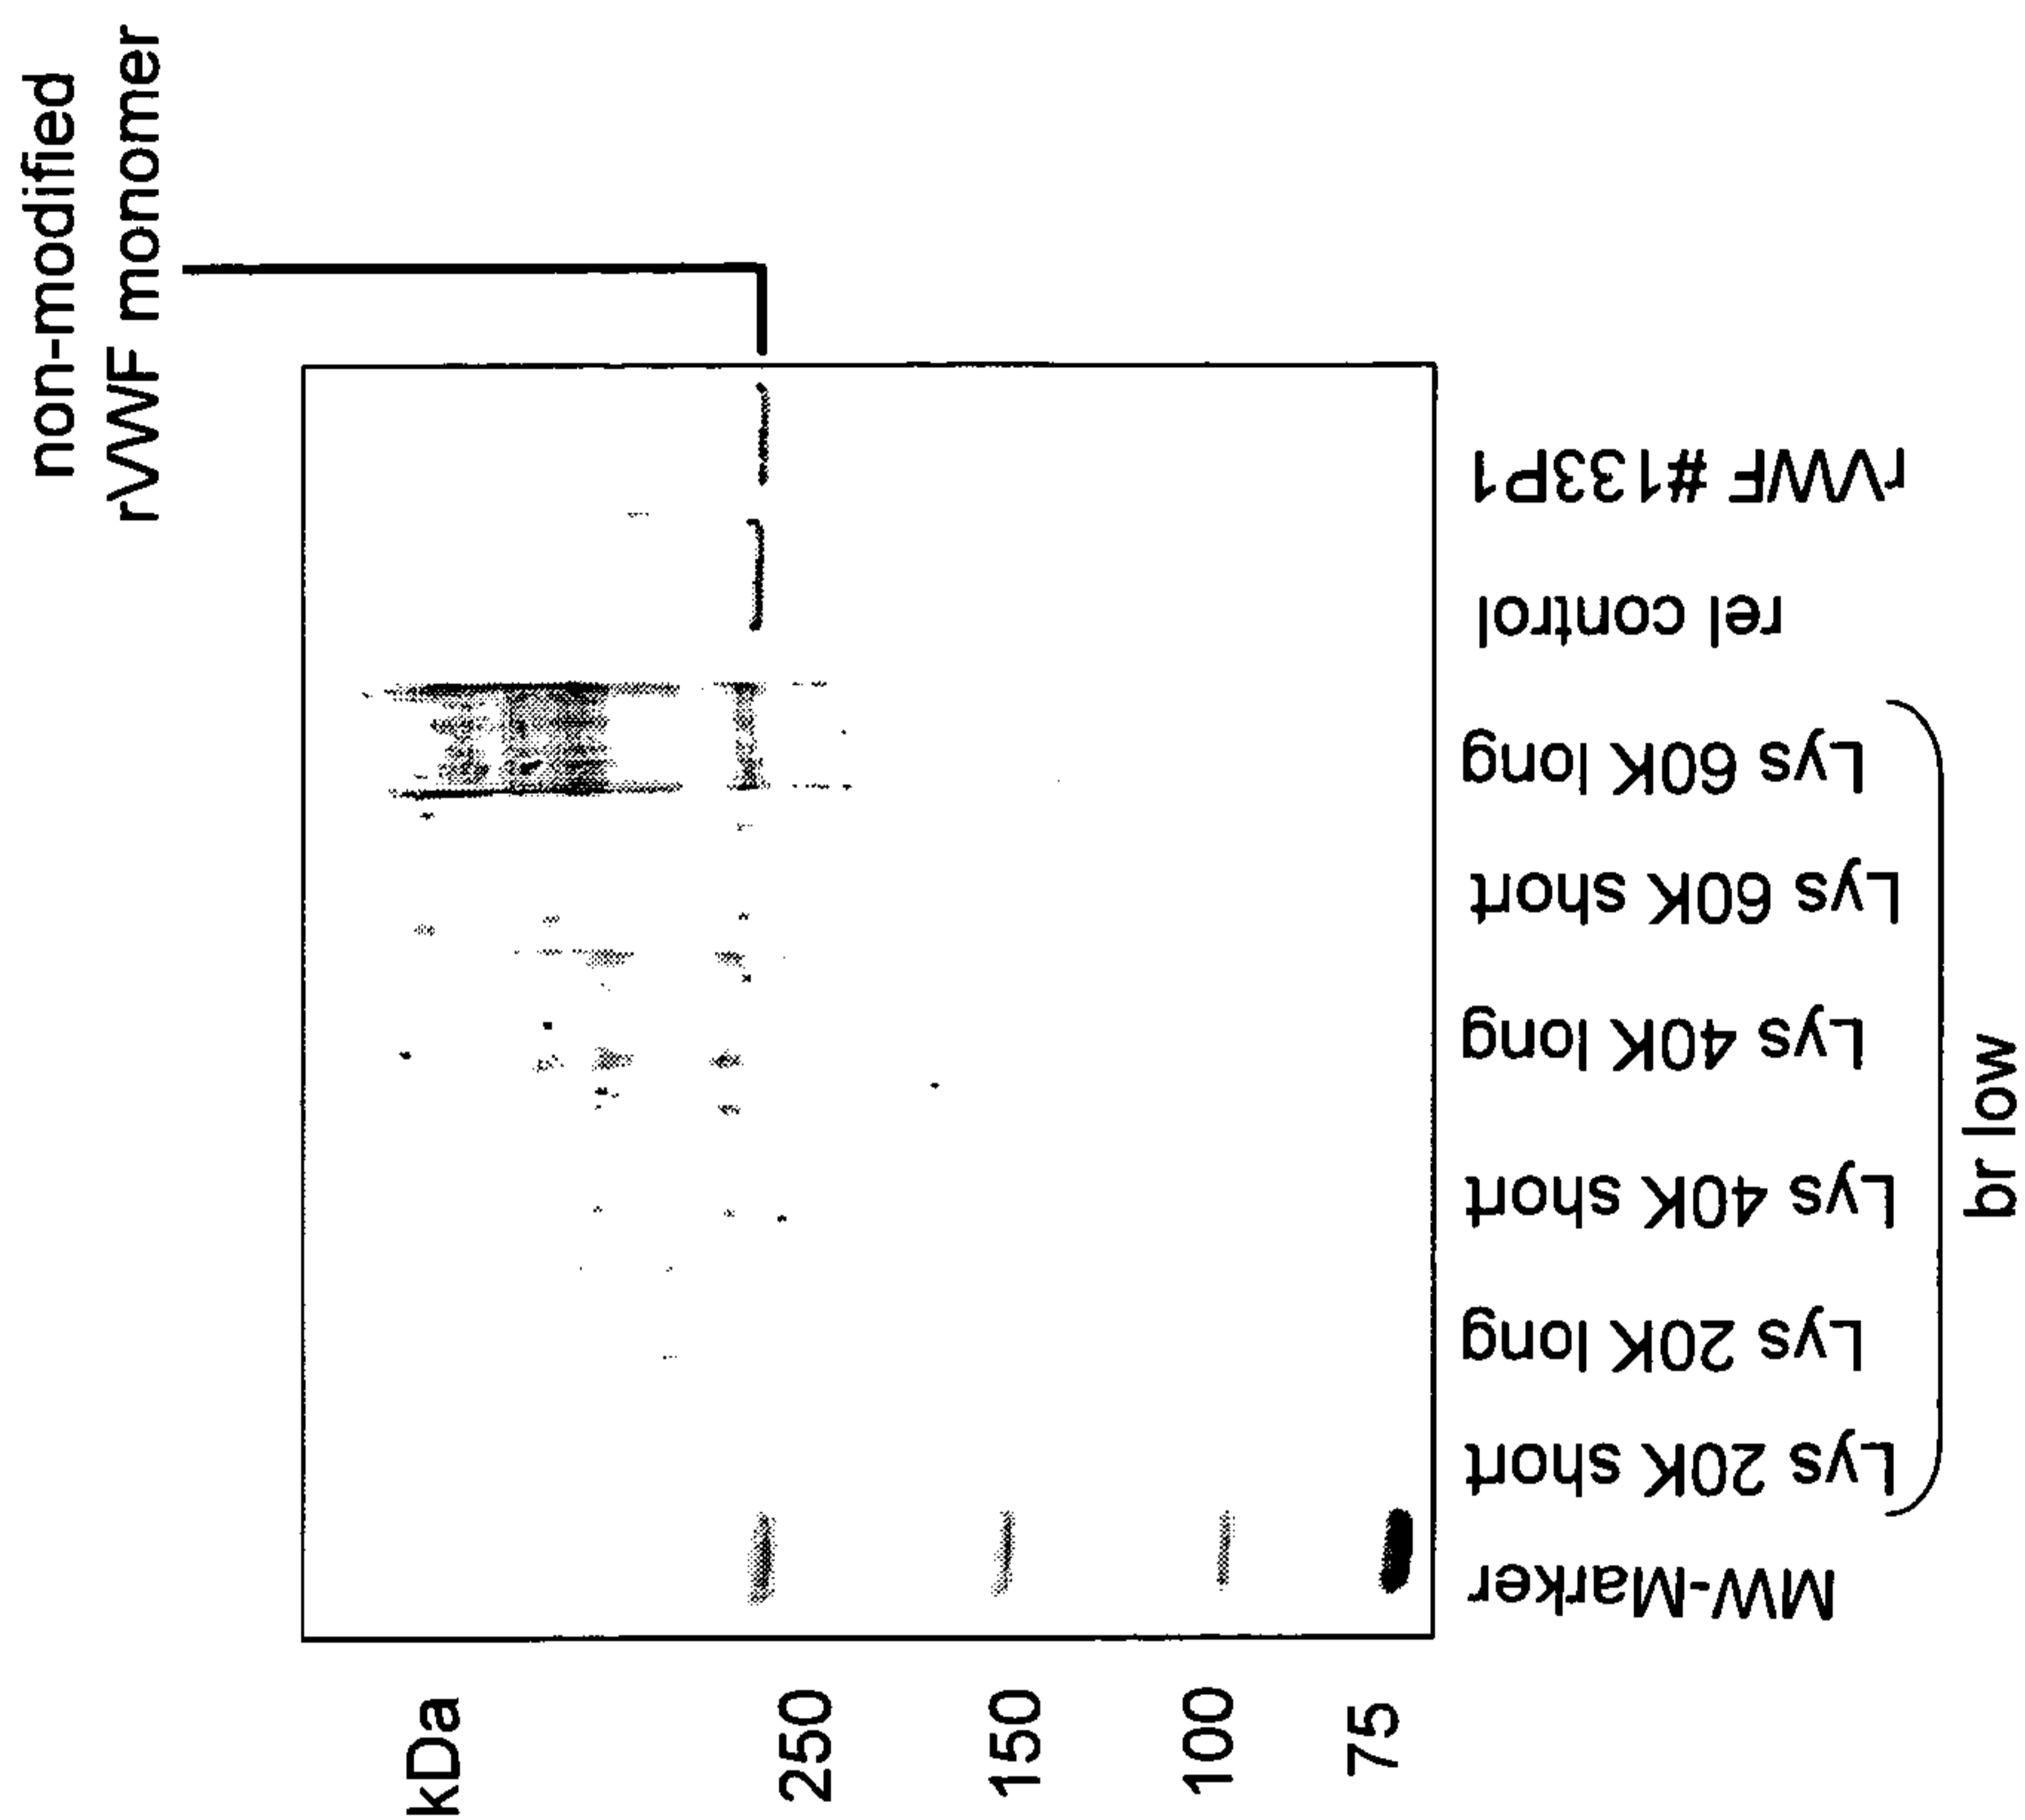 kDa
250
150
100
75
MW-Marker
Lys 20K short
Lys 20K long
Lys 40K short
Lys 40K long
Lys 60K short
Lys 60K long
rel control
rVWF #133P1
br low
non-modified
rVWF monomer